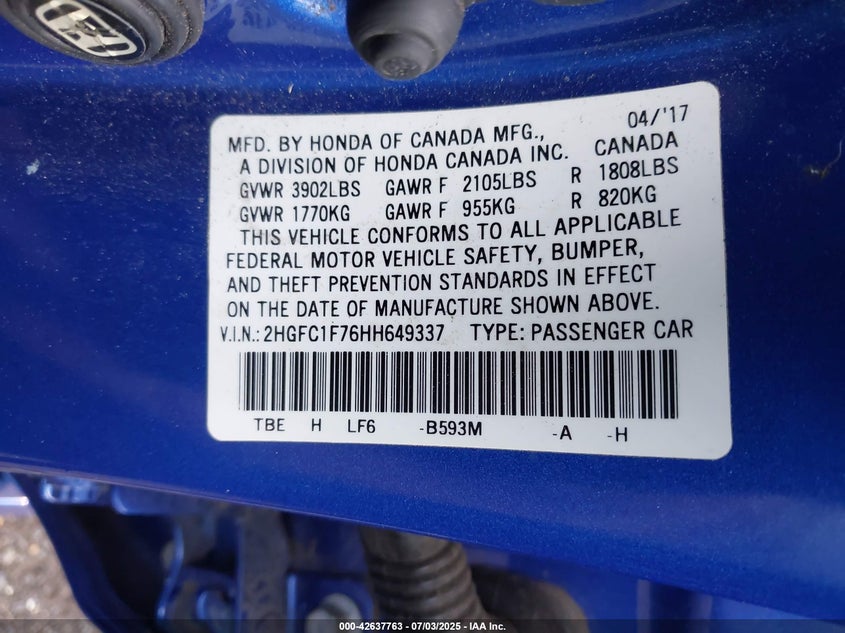 04/'17
MFD. BY HONDA OF CANADA MFG.,
A DIVISION OF HONDA CANADA INC. CANADA
GVWR 3902LBS GAWR F 2105LBS R 1808LBS
GVWR 1770KG GAWR F 955KG R 820KG
THIS VEHICLE CONFORMS TO ALL APPLICABLE
FEDERAL MOTOR VEHICLE SAFETY, BUMPER,
AND THEFT PREVENTION STANDARDS IN EFFECT
ON THE DATE OF MANUFACTURE SHOWN ABOVE.
V.I.N.: 2HGFC1F76HH649337 TYPE: PASSENGER CAR
TBE H LF6 -B593M -A -H
000-42637763 - 07/03/2025 - IAA Inc.